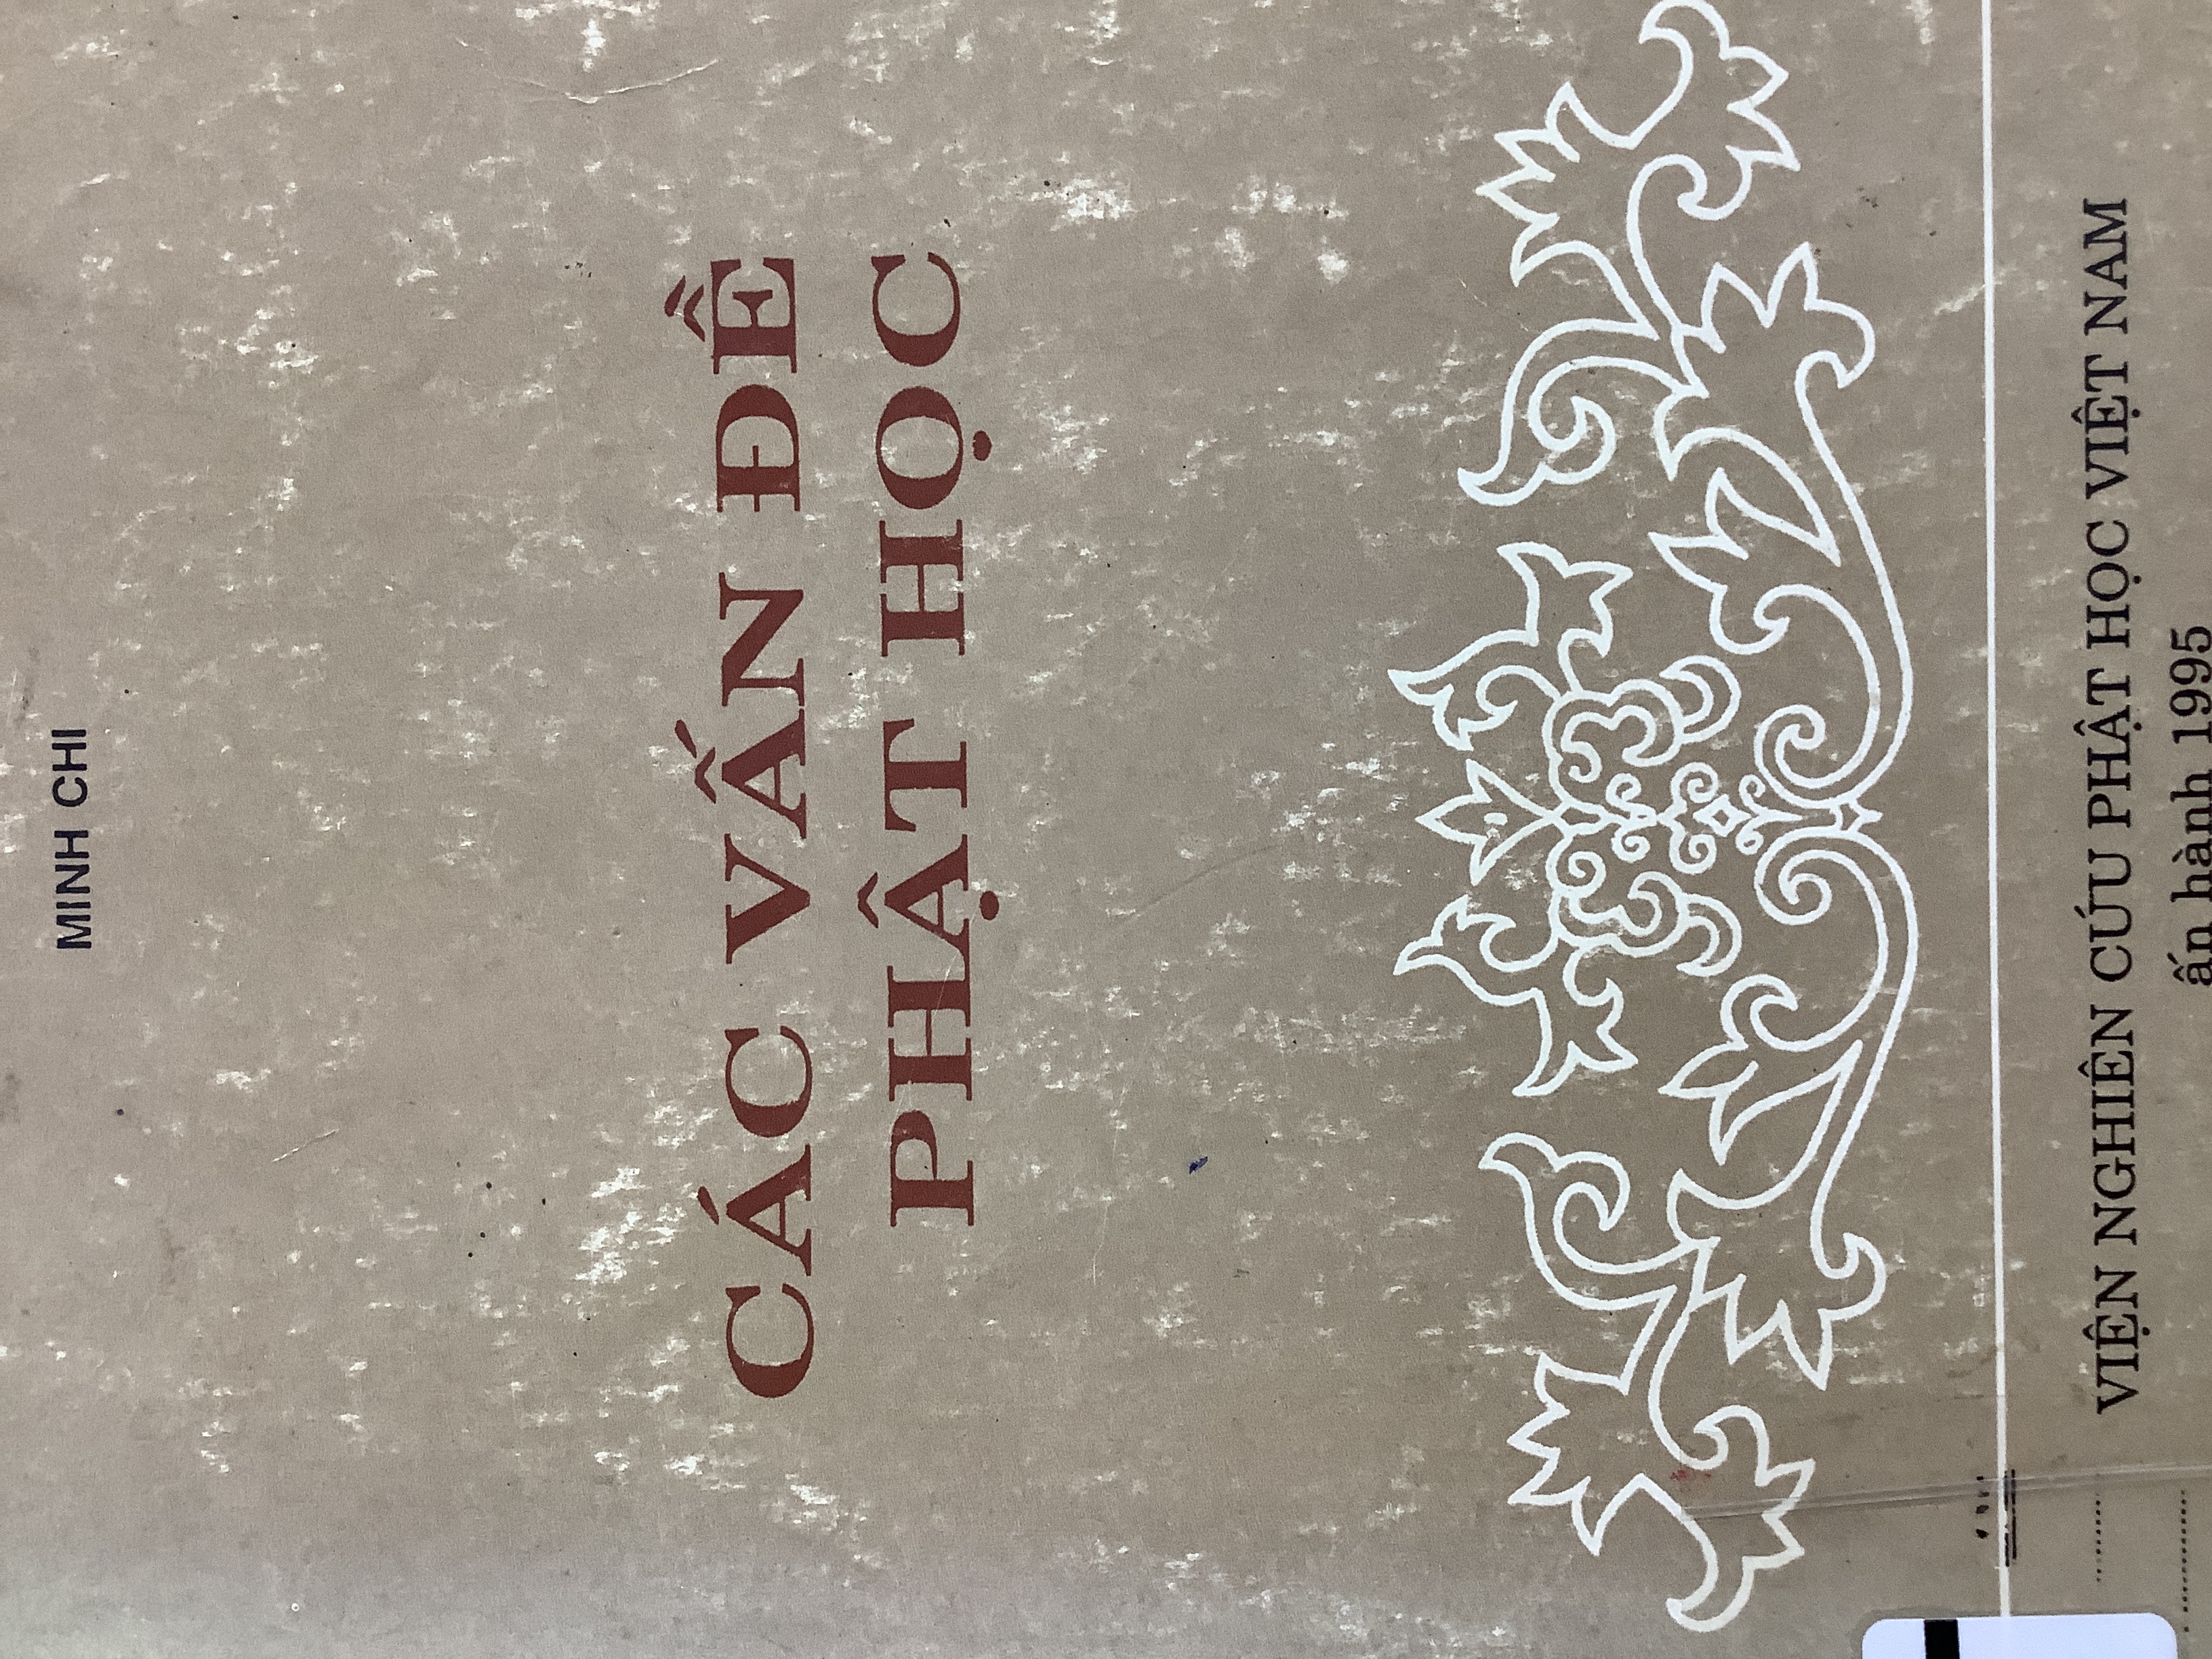 MINH CHI
CÁC VẤN ĐỀ
PHẬT HỌC
VIỆN NGHIÊN CỨU PHẬT HỌC VIỆT NAM
ấn hành 1995